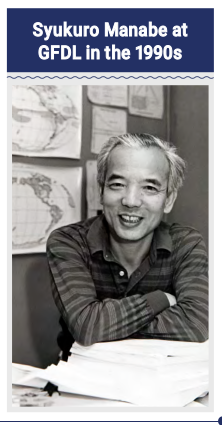 Syukuro Manabe at
GFDL in the 1990s